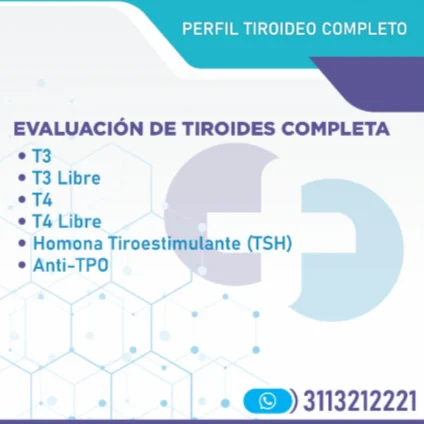 PERFIL TIROIDEO COMPLETO
EVALUACIÓN DE TIROIDES COMPLETA
• T3
• T3 Libre
• T4
• T4 Libre
• Homona Tiroestimulante (TSH)
• Anti-TPO
) 3113212221